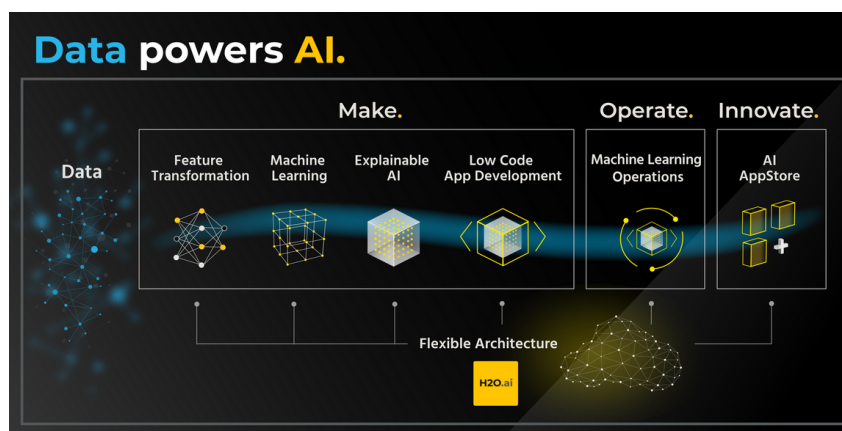 Data powers AI.
Make.
Operate.
Innovate.
Data
Feature
Transformation
Machine
Learning
Explainable
AI
Low Code
App Development
Machine Learning
Operations
AI
AppStore
Flexible Architecture
H2O.ai